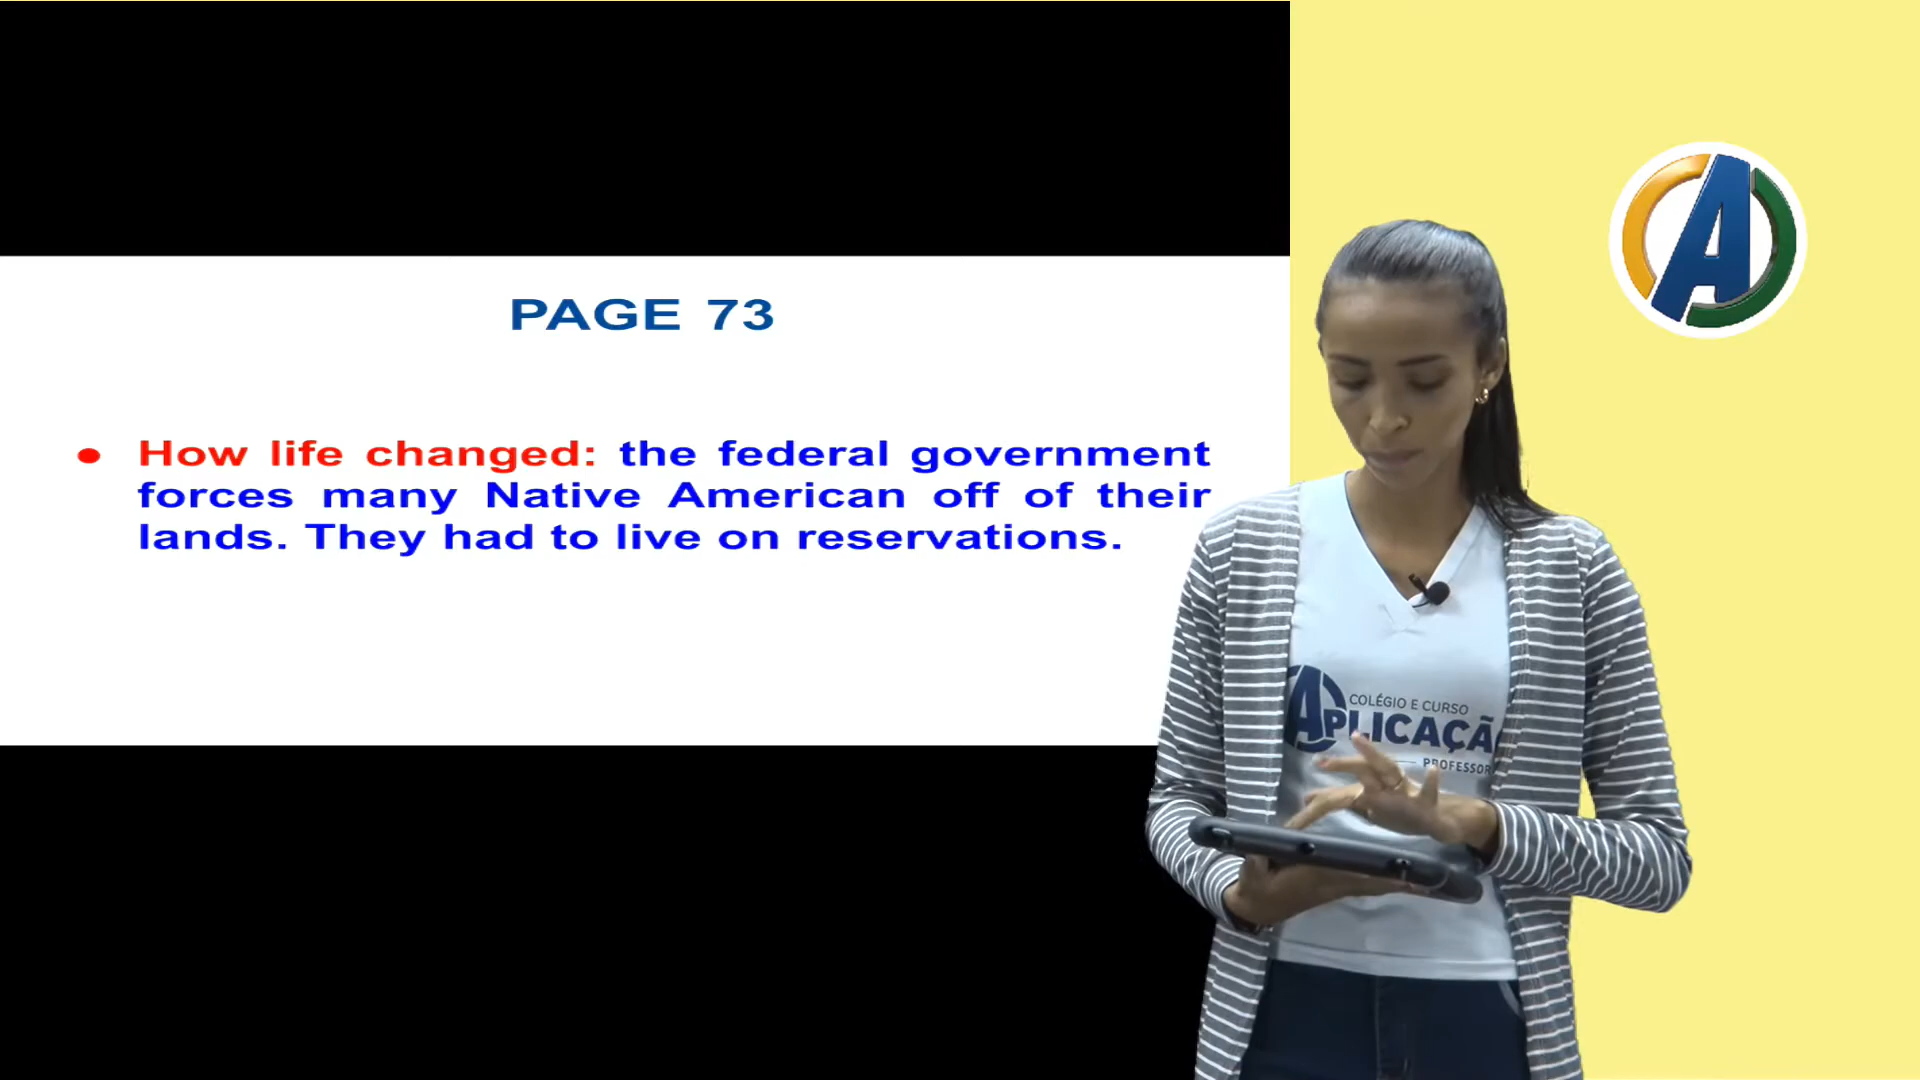 PAGE 73
• How life changed: the federal government
forces many Native American off of their
lands. They had to live on reservations.
A
COLÉGIO E CURSO
APLICAÇÃ
PROFESSOR